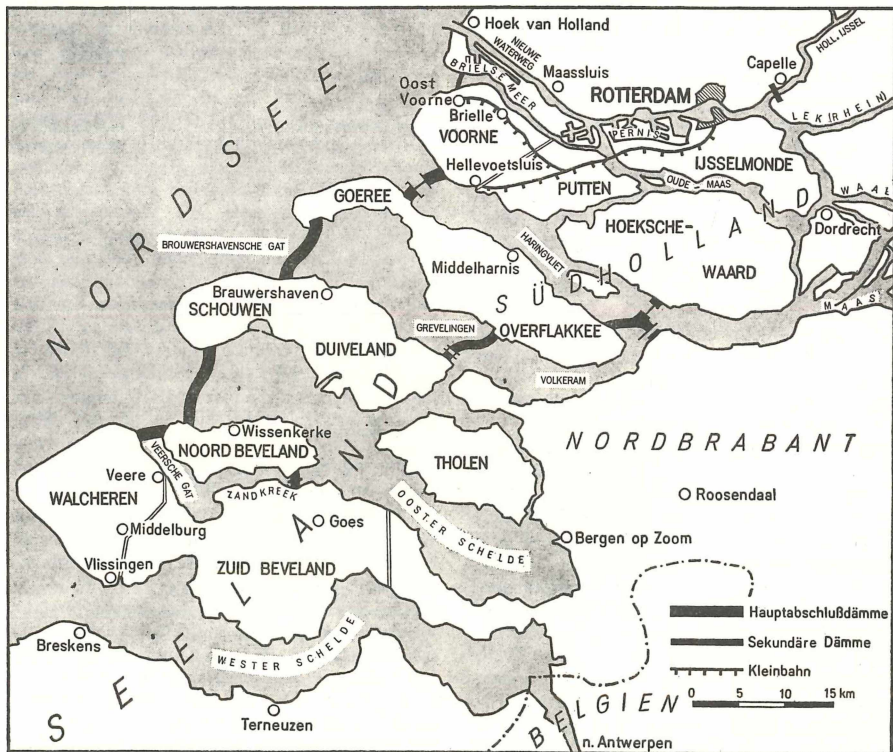 Hoek van Holland
NIEUWE WATERWEG
HOLL. IJSSEL
Capelle
Maassluis
BRIELSE MEER
Oost Voorne
ROTTERDAM
LEK (RHEIN)
Brielle
PERNIS
VOORNE
IJSSELMONDE
Hellevoetsluis
PUTTEN
OUDE MAAS
WAAL
GOEREE
HOEKSCHE-
WAARD
Dordrecht
NORDSEE
BROUWERSHAVENSCHE GAT
HARINGVLIET
Middelharnis
SÜDHOLLAND
MAAS
Brauwershaven
SCHOUWEN
GREVELINGEN
OVERFLAKKEE
DUIVELAND
VOLKERAM
Wissenkerke
NOORD BEVELAND
NORDBRABANT
THOLEN
Veere
VEERSCHE GAT
WALCHEREN
ZANDKREEK
Roosendaal
OOSTER SCHELDE
Goes
Middelburg
Bergen op Zoom
Vlissingen
ZUID BEVELAND
Hauptabschlußdämme
Breskens
WESTER SCHELDE
Sekundäre Dämme
Kleinbahn
0 5 10 15 km
SEELAND
Terneuzen
BELGIEN
n. Antwerpen